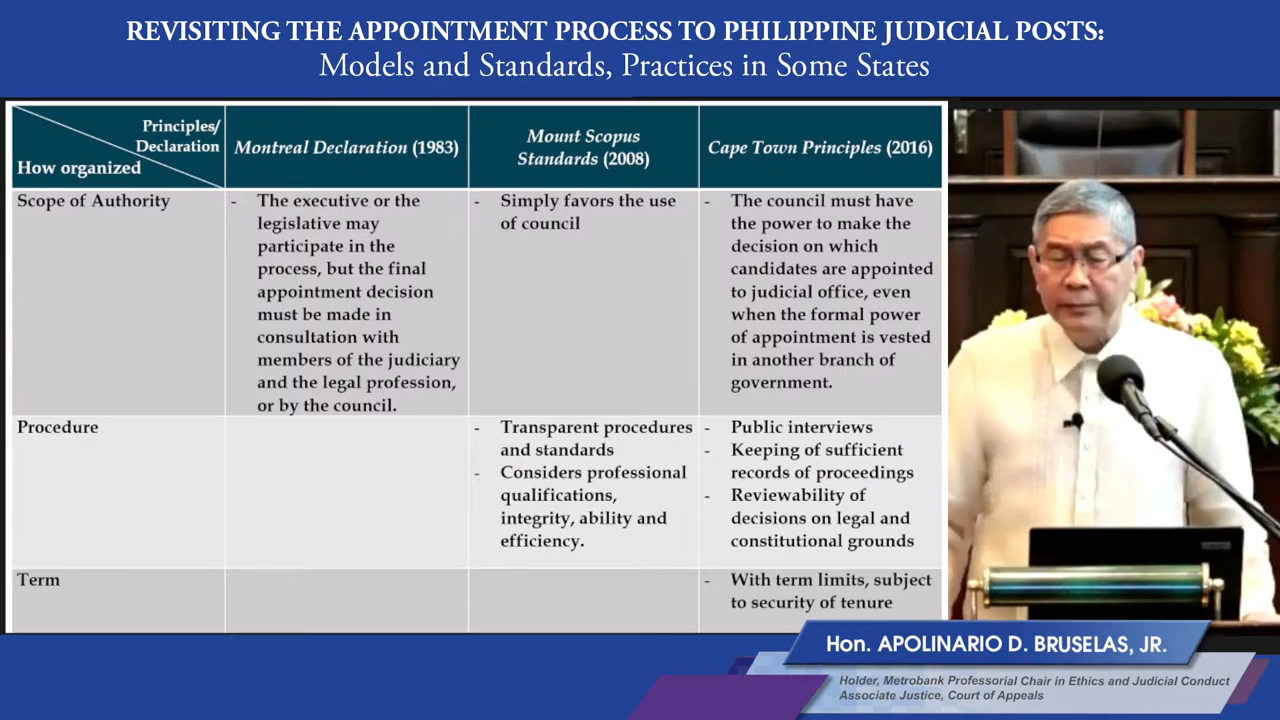 REVISITING THE APPOINTMENT PROCESS TO PHILIPPINE JUDICIAL POSTS:
Models and Standards, Practices in Some States
Principles/
Declaration
How organized
Montreal Declaration (1983)
Mount Scopus
Standards (2008)
Cape Town Principles (2016)
Scope of Authority
- The executive or the
legislative may
participate in the
process, but the final
appointment decision
must be made in
consultation with
members of the judiciary
and the legal profession,
or by the council.
- Simply favors the use
of council
- The council must have
the power to make the
decision on which
candidates are appointed
to judicial office, even
when the formal power
of appointment is vested
in another branch of
government.
Procedure
- Transparent procedures
and standards
- Considers professional
qualifications,
integrity, ability and
efficiency.
- Public interviews
- Keeping of sufficient
records of proceedings
- Reviewability of
decisions on legal and
constitutional grounds
Term
- With term limits, subject
to security of tenure
Hon. APOLINARIO D. BRUSELAS, JR.
Holder, Metrobank Professorial Chair in Ethics and Judicial Conduct
Associate Justice, Court of Appeals